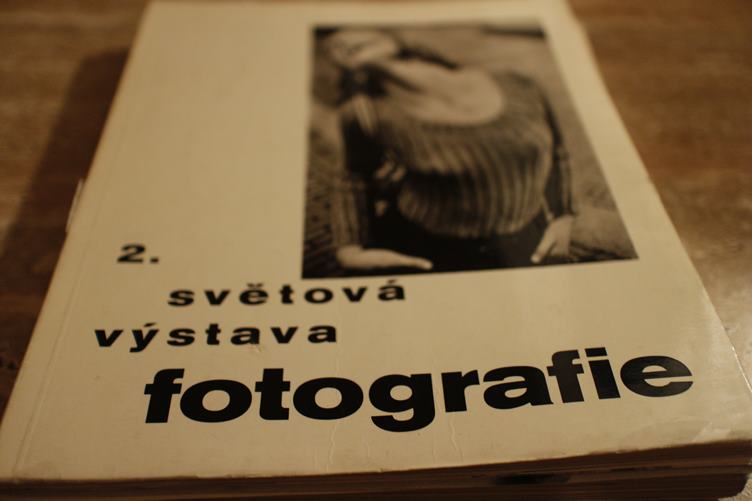 2.
světová
výstava
fotografie